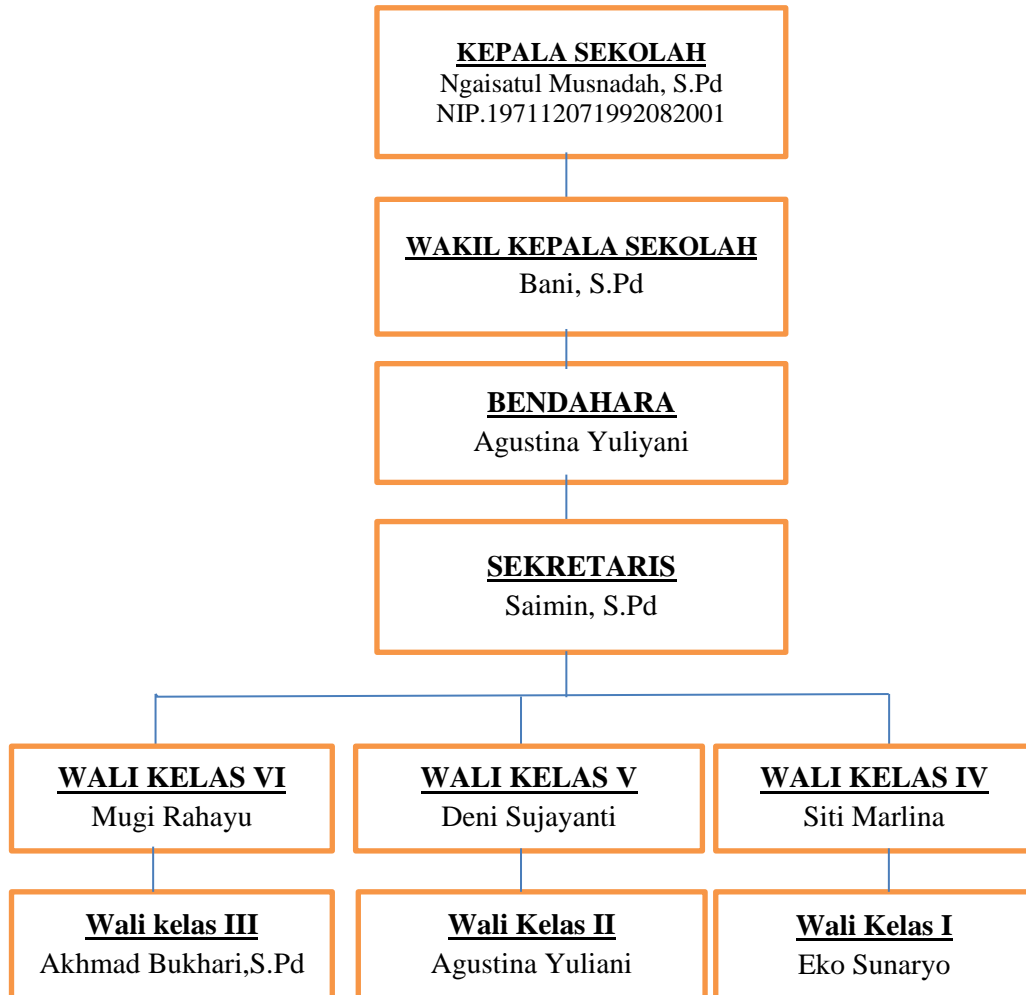 KEPALA SEKOLAH
Ngaisatul Musnadah, S.Pd
NIP.197112071992082001
WAKIL KEPALA SEKOLAH
Bani, S.Pd
BENDAHARA
Agustina Yuliyani
SEKRETARIS
Saimin, S.Pd
WALI KELAS VI
Mugi Rahayu
WALI KELAS V
Deni Sujayanti
WALI KELAS IV
Siti Marlina
Wali kelas III
Akhmad Bukhari,S.Pd
Wali Kelas II
Agustina Yuliani
Wali Kelas I
Eko Sunaryo